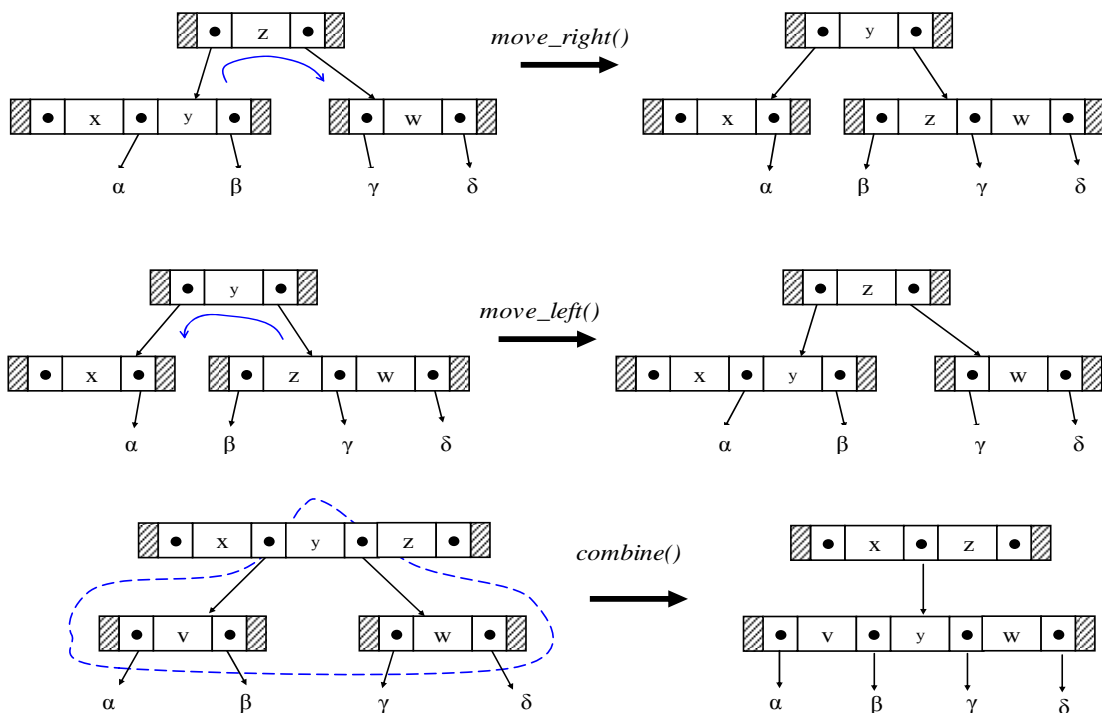 z move_right() y
x y w x z w
α β γ δ α β γ δ
y move_left() z
x z w x y w
α β γ δ α β γ δ
x y z combine() x z
v w v y w
α β γ δ α β γ δ